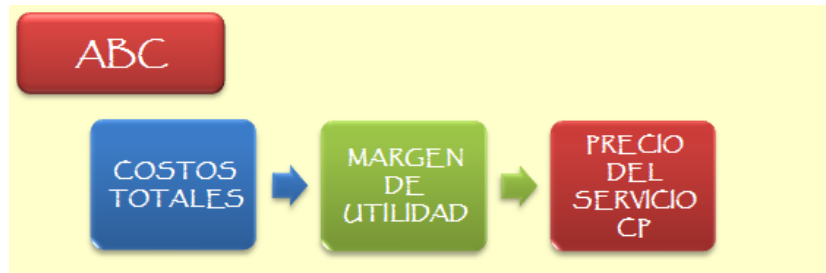 ABC
COSTOS
TOTALES
MARGEN
DE
UTILIDAD
PRECIO
DEL
SERVICIO
CP